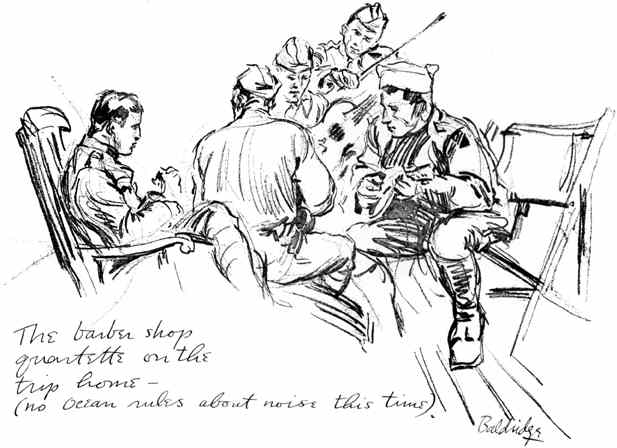 The barber shop
quartette on the
trip home —
(no ocean rules about noise this time).
Baldridge